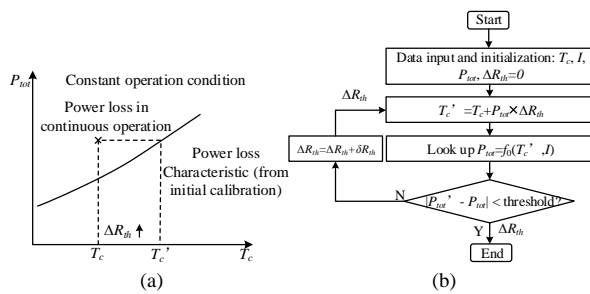 P_tot
Constant operation condition
Power loss in
continuous operation
Power loss
Characteristic (from
initial calibration)
ΔR_th ↑
T_c
T_c’
T_c
(a)
Start
Data input and initialization: T_c, I,
P_tot, ΔR_th=0
ΔR_th
T_c’=T_c+P_tot×ΔR_th
ΔR_th=ΔR_th+δR_th
Look up P_tot=f_0(T_c’,I)
N
|P_tot’ - P_tot| < threshold?
Y
ΔR_th
End
(b)